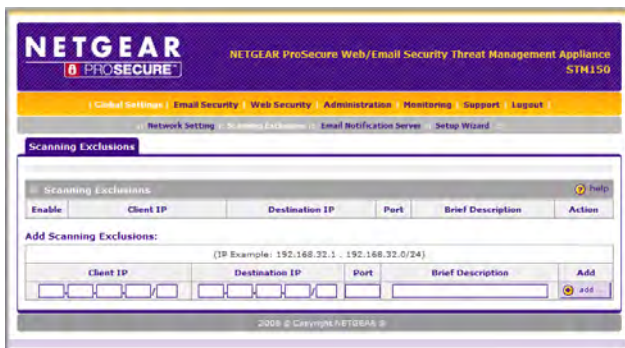 NETGEAR
PROSECURE
NETGEAR ProSecure Web/Email Security Threat Management Appliance
STM150
| Global Settings | Email Security | Web Security | Administration | Monitoring | Support | Logout |
:: Network Setting :: Scanning Exclusions :: Email Notification Server :: Setup Wizard ::
Scanning Exclusions
Scanning Exclusions help
Enable Client IP Destination IP Port Brief Description Action
Add Scanning Exclusions:
(IP Example: 192.168.32.1 , 192.168.32.0/24)
Client IP Destination IP Port Brief Description Add
. . . / . . . / add
2008 © Copyright NETGEAR ®